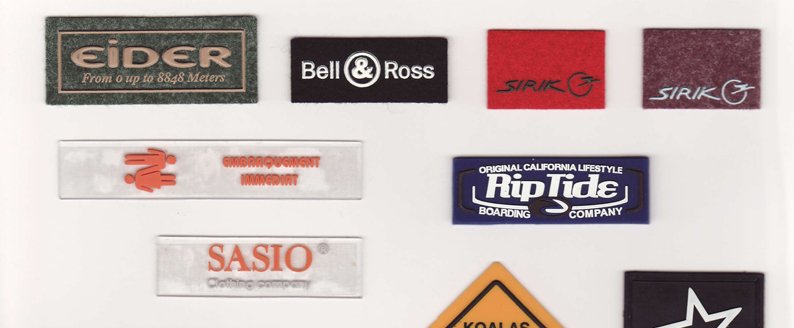 EiDER
From 0 up to 8848 Meters
Bell & Ross
SIRIK
SIRIK
EMBARQUEMENT
IMMEDIAT
ORIGINAL CALIFORNIA LIFESTYLE
RipTide
BOARDING COMPANY
SASIO®
Clothing company
KOALAS